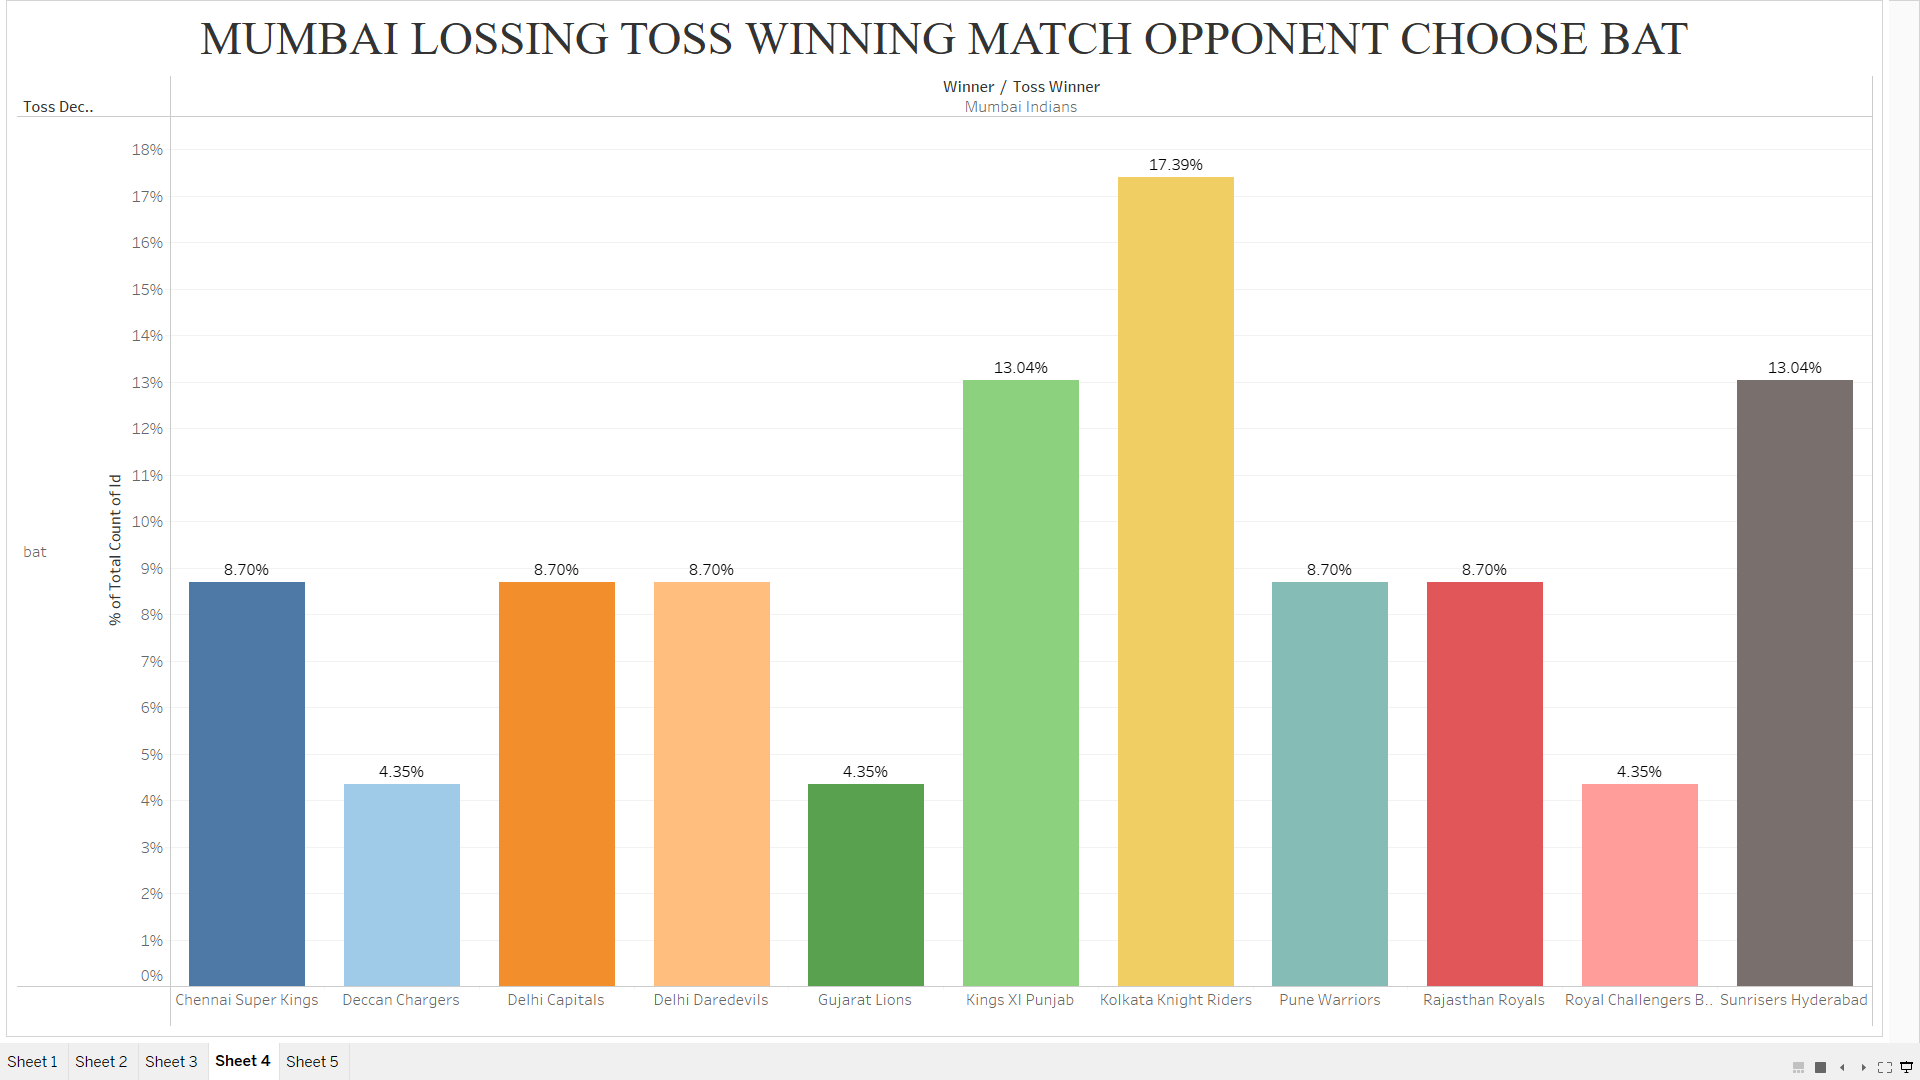 MUMBAI LOSSING TOSS WINNING MATCH OPPONENT CHOOSE BAT
Winner / Toss Winner
Toss Dec..
Mumbai Indians
18%
17%
16%
15%
14%
13%
12%
11%
10%
9%
8%
7%
6%
5%
4%
3%
2%
1%
0%
% of Total Count of Id
bat
8.70%
4.35%
8.70%
8.70%
4.35%
13.04%
17.39%
8.70%
8.70%
4.35%
13.04%
Chennai Super Kings
Deccan Chargers
Delhi Capitals
Delhi Daredevils
Gujarat Lions
Kings XI Punjab
Kolkata Knight Riders
Pune Warriors
Rajasthan Royals
Royal Challengers B..
Sunrisers Hyderabad
Sheet 1
Sheet 2
Sheet 3
Sheet 4
Sheet 5